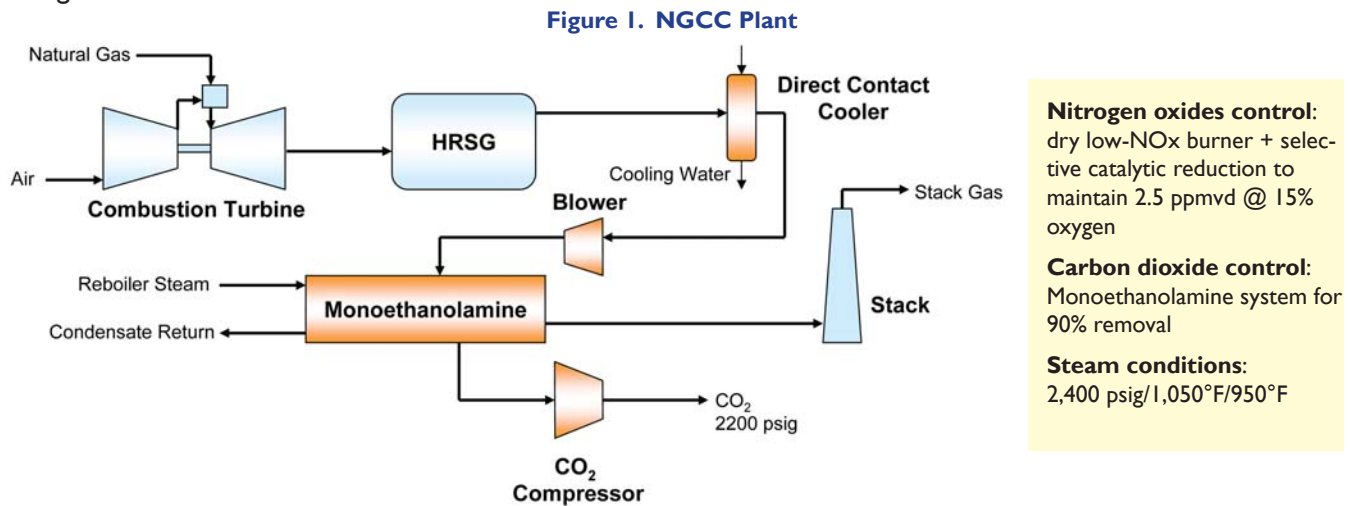 Figure 1. NGCC Plant
Natural Gas
Air
Combustion Turbine
HRSG
Direct Contact
Cooler
Cooling Water
Blower
Stack Gas
Reboiler Steam
Monoethanolamine
Condensate Return
Stack
CO₂
2200 psig
CO₂
Compressor
Nitrogen oxides control:
dry low-NOx burner + selec-
tive catalytic reduction to
maintain 2.5 ppmvd @ 15%
oxygen
Carbon dioxide control:
Monoethanolamine system for
90% removal
Steam conditions:
2,400 psig/1,050°F/950°F